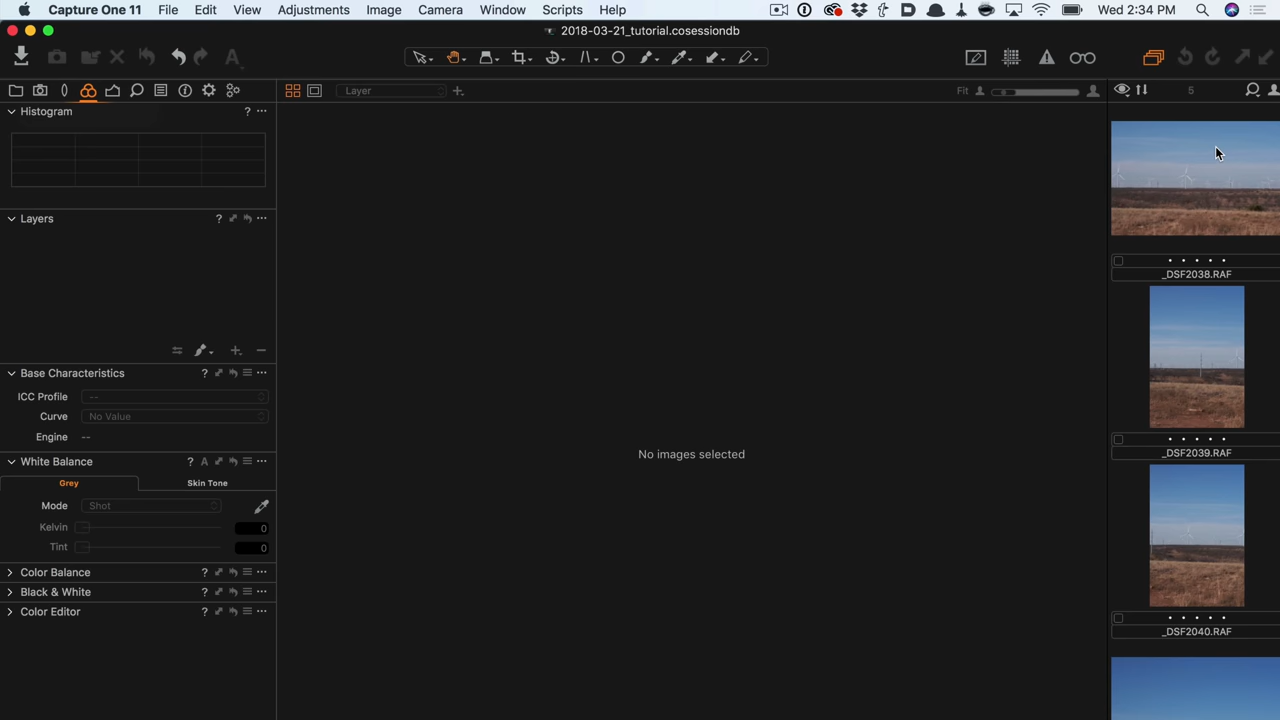 Capture One 11 File Edit View Adjustments Image Camera Window Scripts Help Wed 2:34 PM
2018-03-21_tutorial.cosessiondb
Layer Fit 5
Histogram ?
Layers ?
Base Characteristics ?
ICC Profile --
Curve No Value
Engine --
White Balance ? A
Grey Skin Tone
Mode Shot
Kelvin 0
Tint 0
Color Balance ?
Black & White ?
Color Editor ?
No images selected
_DSF2038.RAF
_DSF2039.RAF
_DSF2040.RAF